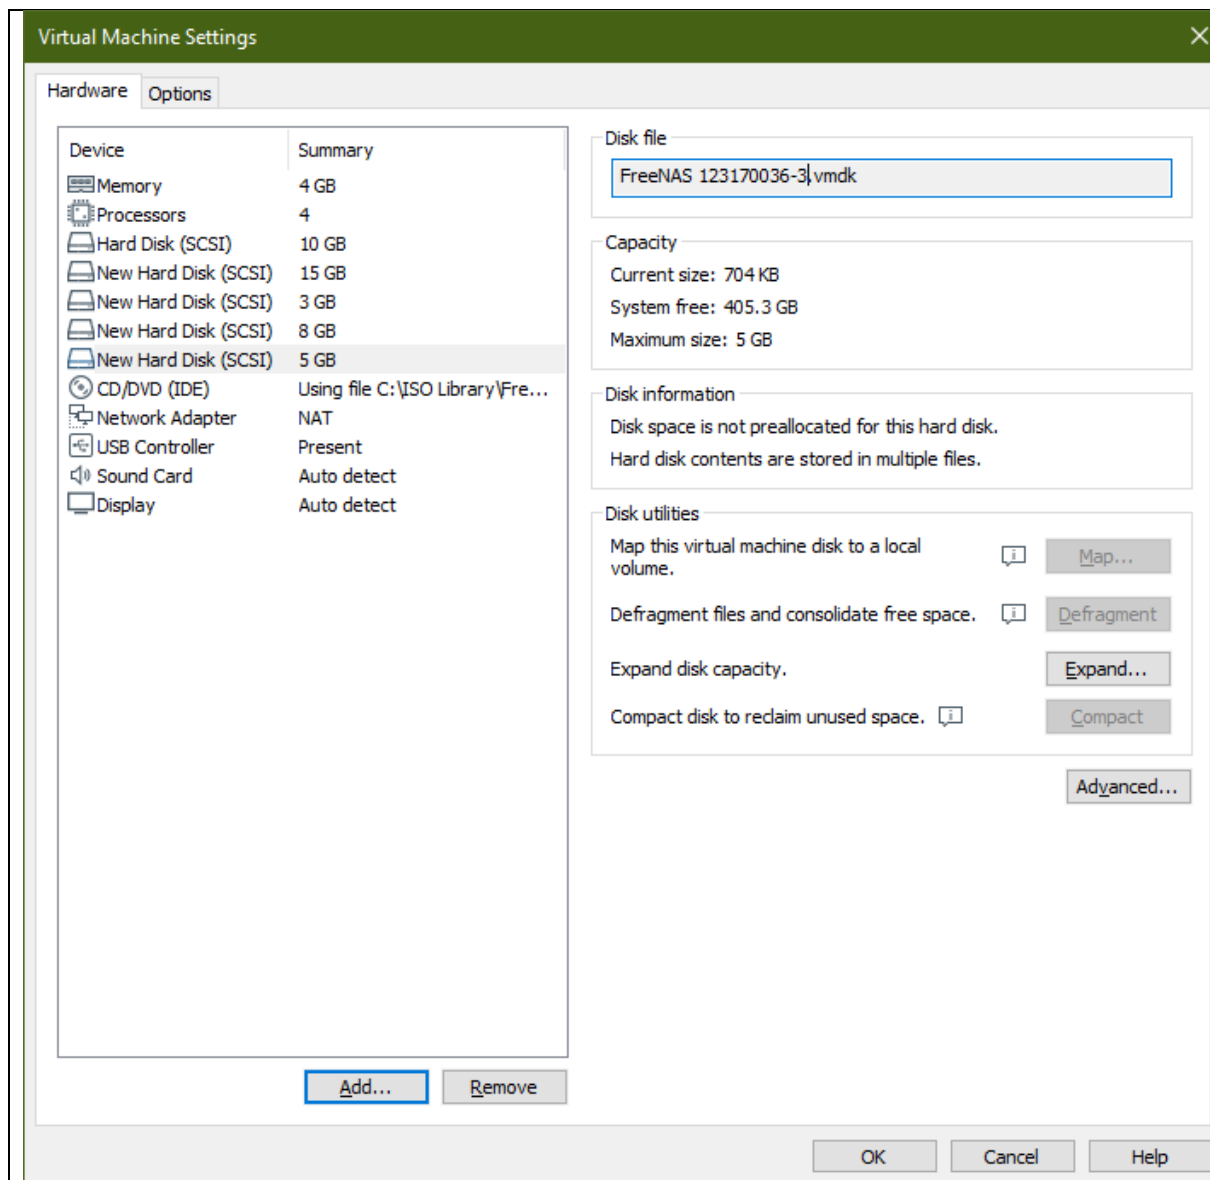 Virtual Machine Settings
Hardware
Options
Device Summary
Memory 4 GB
Processors 4
Hard Disk (SCSI) 10 GB
New Hard Disk (SCSI) 15 GB
New Hard Disk (SCSI) 3 GB
New Hard Disk (SCSI) 8 GB
New Hard Disk (SCSI) 5 GB
CD/DVD (IDE) Using file C:\ISO Library\Fre...
Network Adapter NAT
USB Controller Present
Sound Card Auto detect
Display Auto detect
Add...
Remove
Disk file
FreeNAS 123170036-3.vmdk
Capacity
Current size: 704 KB
System free: 405.3 GB
Maximum size: 5 GB
Disk information
Disk space is not preallocated for this hard disk.
Hard disk contents are stored in multiple files.
Disk utilities
Map this virtual machine disk to a local
volume.
Map...
Defragment files and consolidate free space.
Defragment
Expand disk capacity.
Expand...
Compact disk to reclaim unused space.
Compact
Advanced...
OK
Cancel
Help